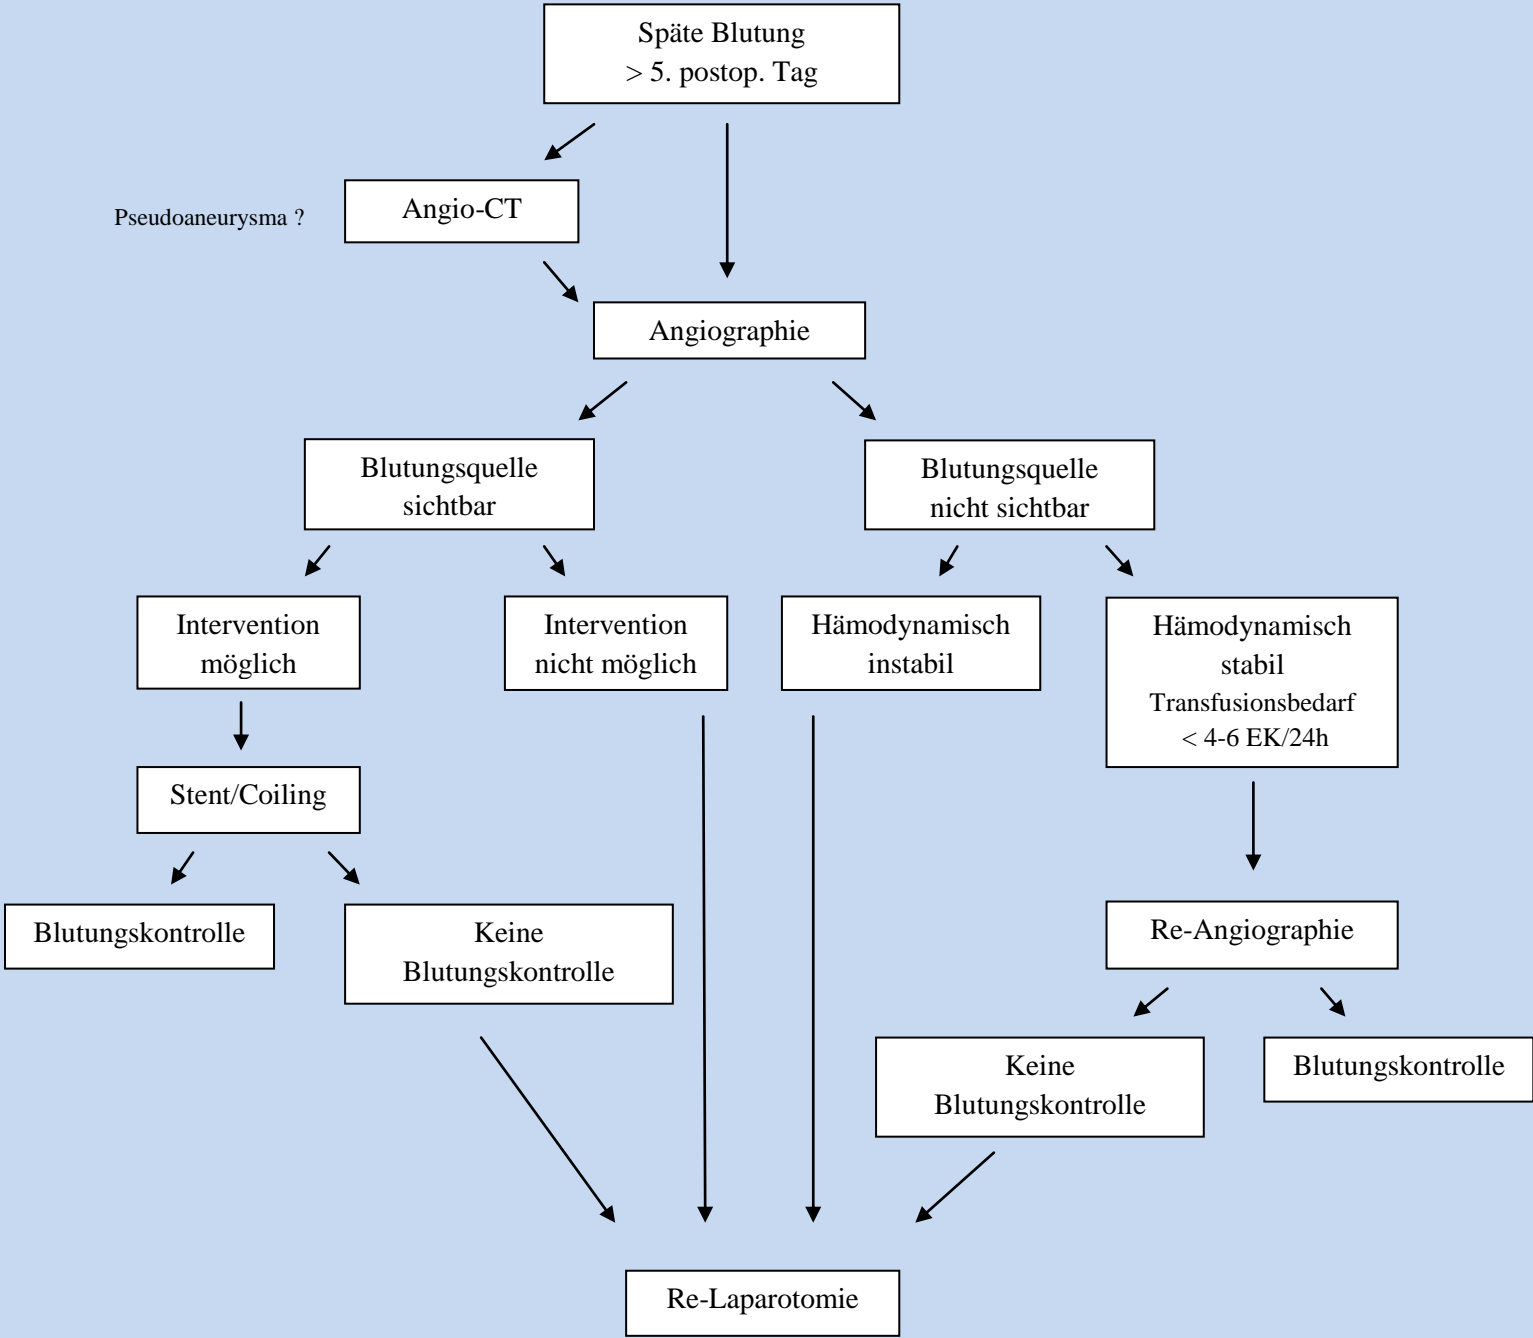 Späte Blutung
> 5. postop. Tag
Pseudoaneurysma ?
Angio-CT
Angiographie
Blutungsquelle
sichtbar
Blutungsquelle
nicht sichtbar
Intervention
möglich
Intervention
nicht möglich
Hämodynamisch
instabil
Hämodynamisch
stabil
Transfusionsbedarf
< 4-6 EK/24h
Stent/Coiling
Blutungskontrolle
Keine
Blutungskontrolle
Re-Angiographie
Keine
Blutungskontrolle
Blutungskontrolle
Re-Laparotomie